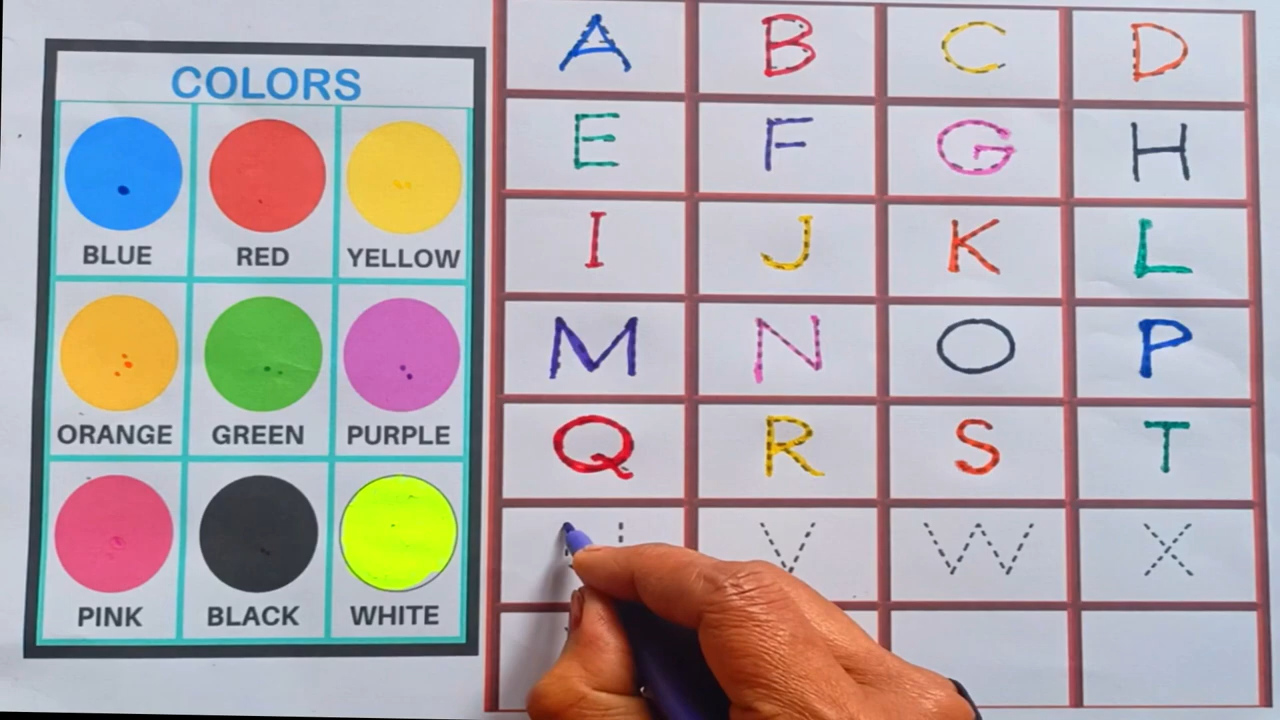 COLORS
BLUE RED YELLOW
ORANGE GREEN PURPLE
PINK BLACK WHITE
A B C D
E F G H
I J K L
M N O P
Q R S T
V W X